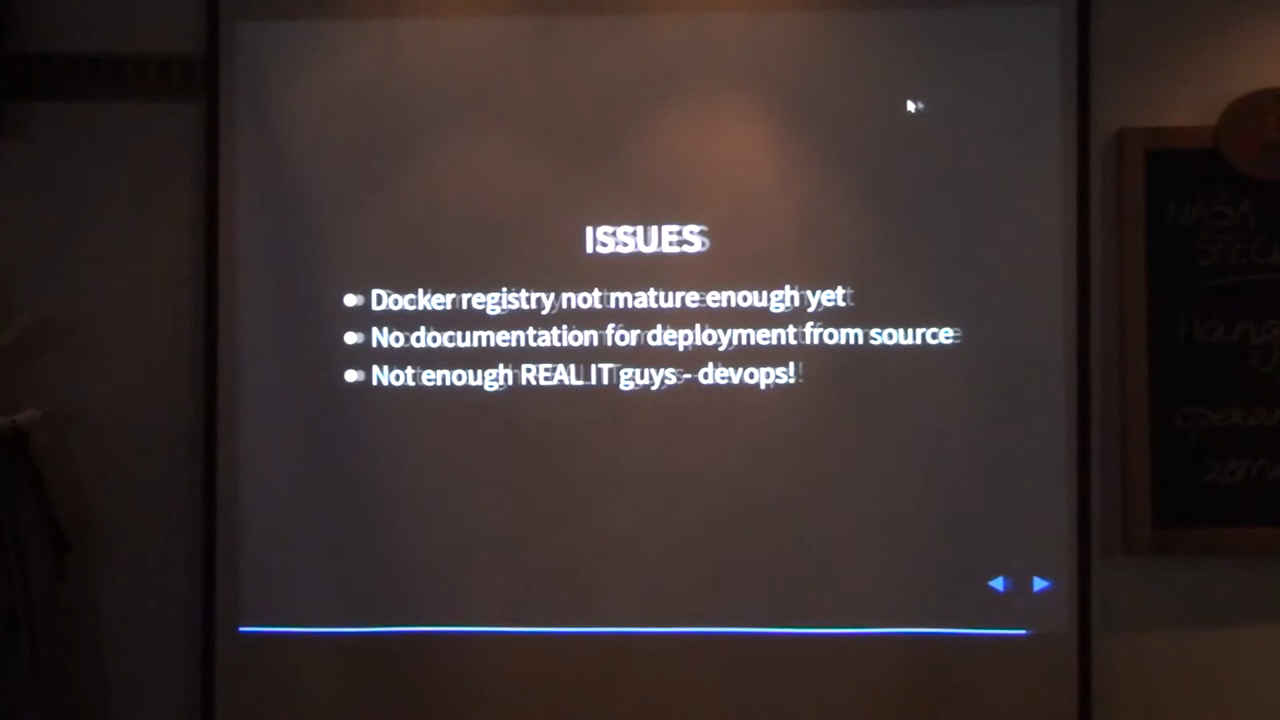 ISSUES
Docker registry not mature enough yet
No documentation for deployment from source
Not enough REAL IT guys - devops!
NASA